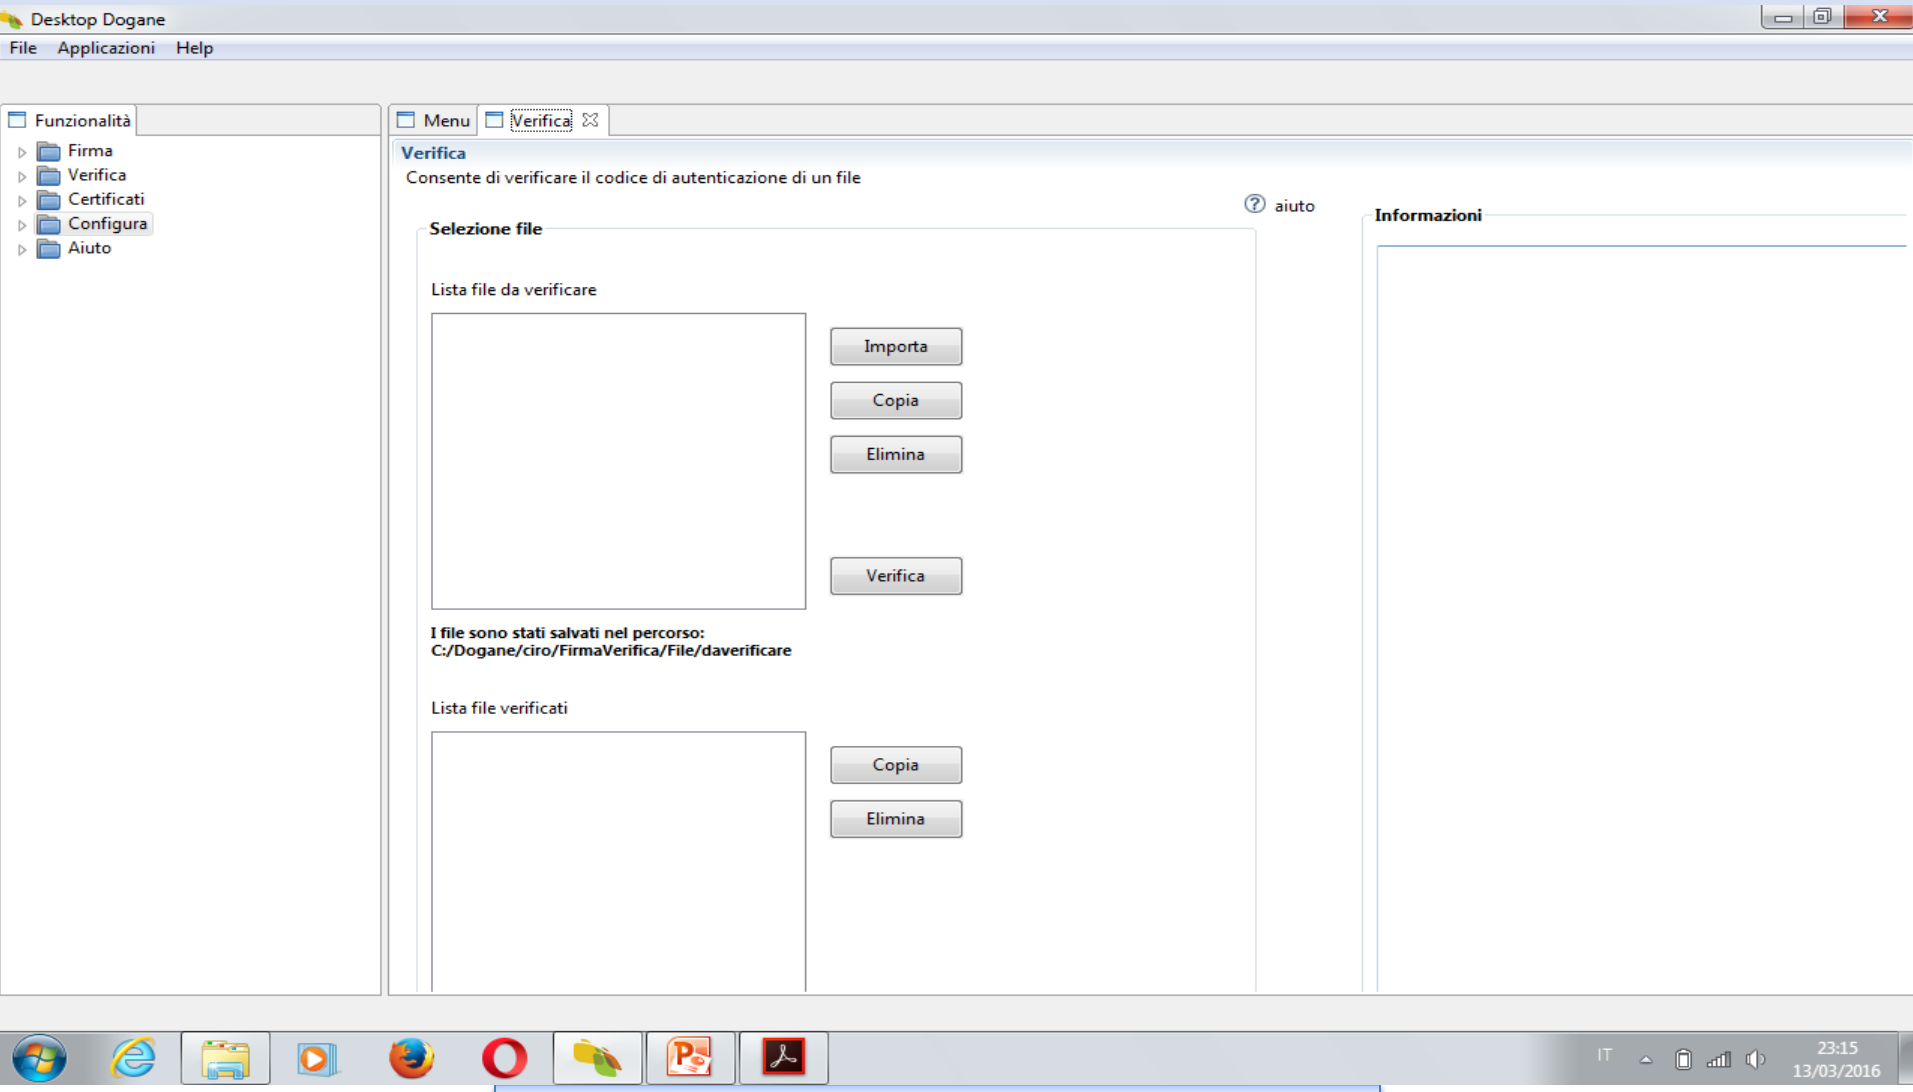 Desktop Dogane
File Applicazioni Help
Funzionalità
Firma
Verifica
Certificati
Configura
Aiuto
Menu Verifica
Verifica
Consente di verificare il codice di autenticazione di un file
aiuto
Selezione file
Informazioni
Lista file da verificare
Importa
Copia
Elimina
Verifica
I file sono stati salvati nel percorso:
C:/Dogane/ciro/FirmaVerifica/File/daverificare
Lista file verificati
Copia
Elimina
IT
23:15
13/03/2016